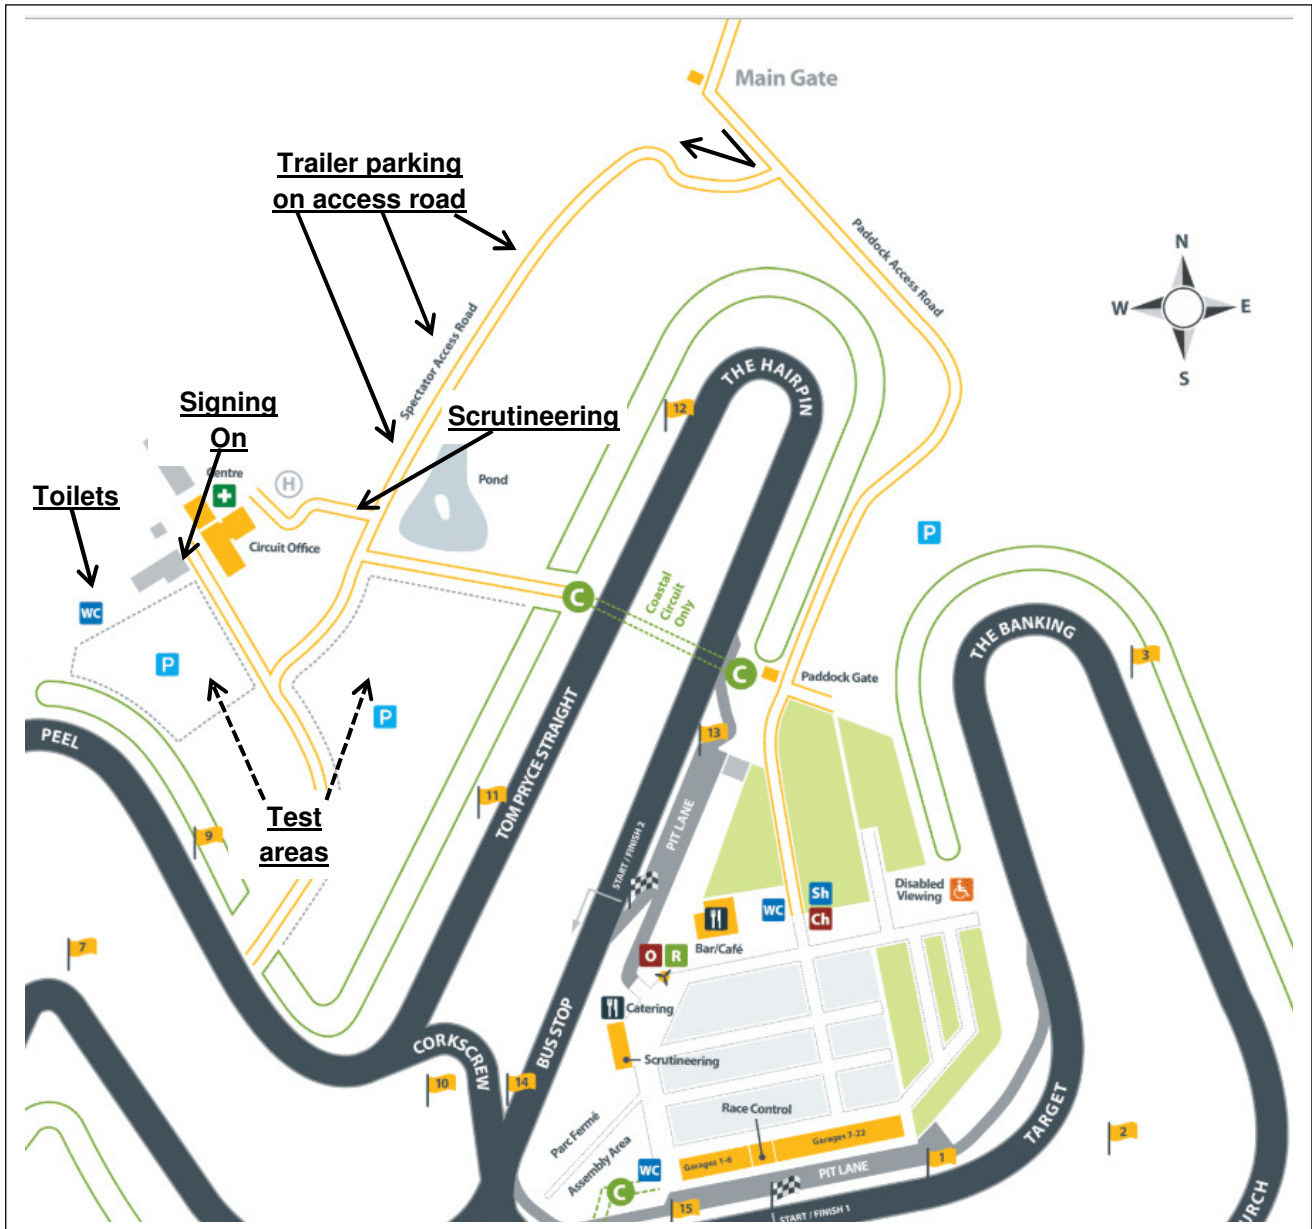 Main Gate
Trailer parking
on access road
Paddock Access Road
N
W
E
S
Spectator Access Road
THE HAIRPIN
12
Signing
On
Scrutineering
Centre
H
Pond
Toilets
Circuit Office
P
WC
C
Coastal
Circuit
Only
THE BANKING
3
P
C
Paddock Gate
P
PEEL
TOM PRYCE STRAIGHT
13
11
Test
areas
9
START / FINISH 2
PIT LANE
Disabled
Viewing
Sh
WC
Ch
7
Bar/Café
O
R
Catering
BUS STOP
CORKSCREW
Scrutineering
10
14
Race Control
TARGET
Parc Fermé
Assembly Area
Garages 1-6
Garages 7-22
2
WC
PIT LANE
1
C
15
START / FINISH 1
URCH